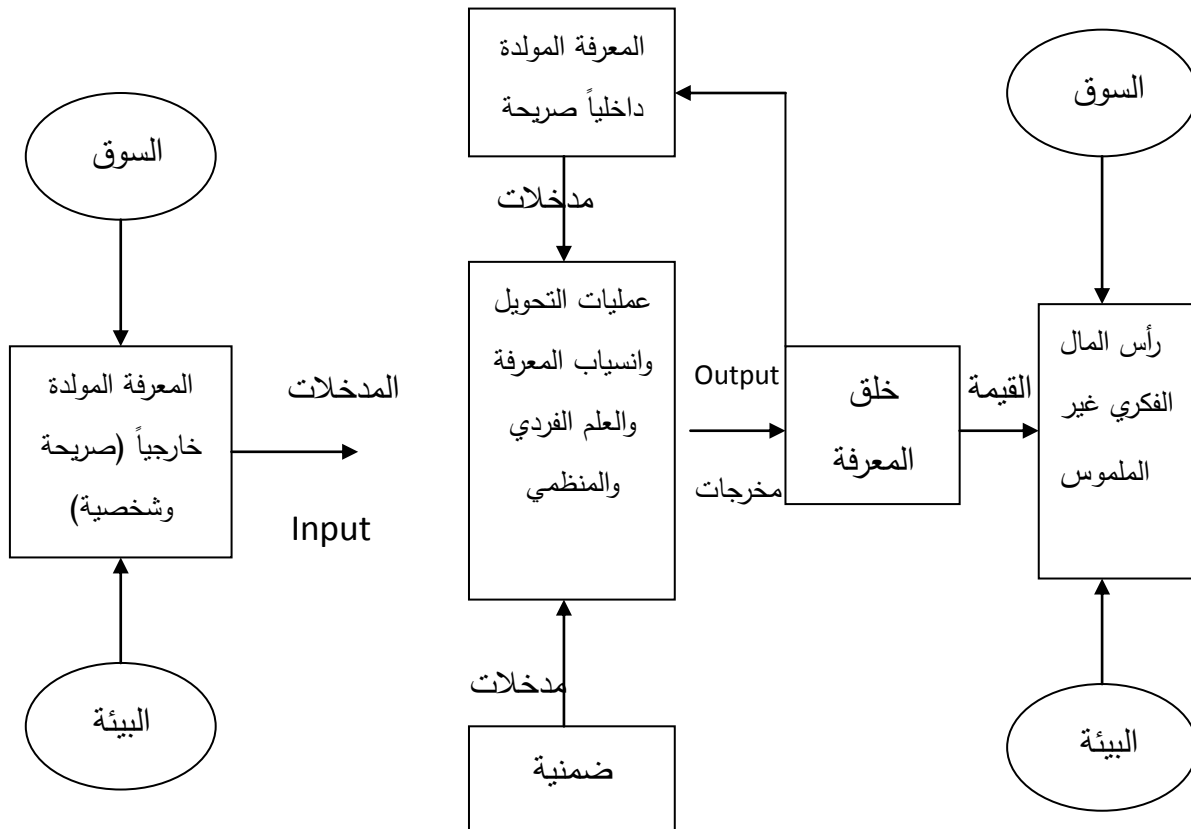 السوق
المعرفة المولدة
خارجياً (صريحة
وشخصية)
البيئة
المدخلات
Input
المعرفة المولدة
داخلياً صريحة
مدخلات
عمليات التحويل
وانسياب المعرفة
والعلم الفردي
والمنظمي
مدخلات
ضمنية
Output
مخرجات
خلق
المعرفة
القيمة
السوق
رأس المال
الفكري غير
الملموس
البيئة